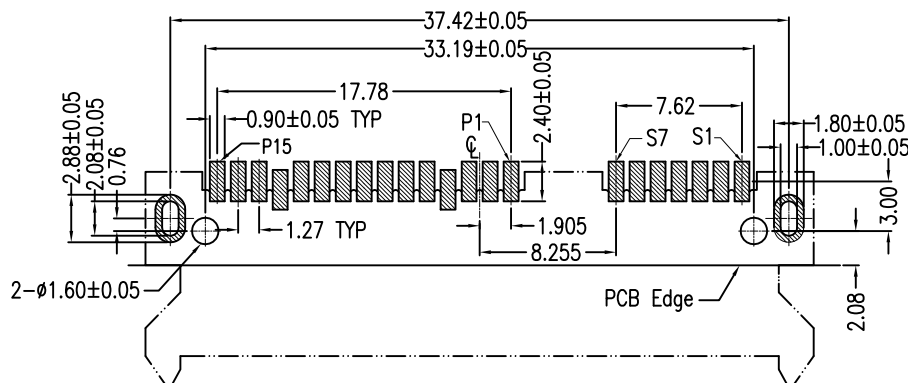 37.42±0.05
33.19±0.05
17.78
7.62
0.90±0.05 TYP
2.40±0.05
P15
P1
℄
S7
S1
1.80±0.05
1.00±0.05
2.88±0.05
2.08±0.05
0.76
3.00
1.27 TYP
1.905
8.255
2-ø1.60±0.05
PCB Edge
2.08